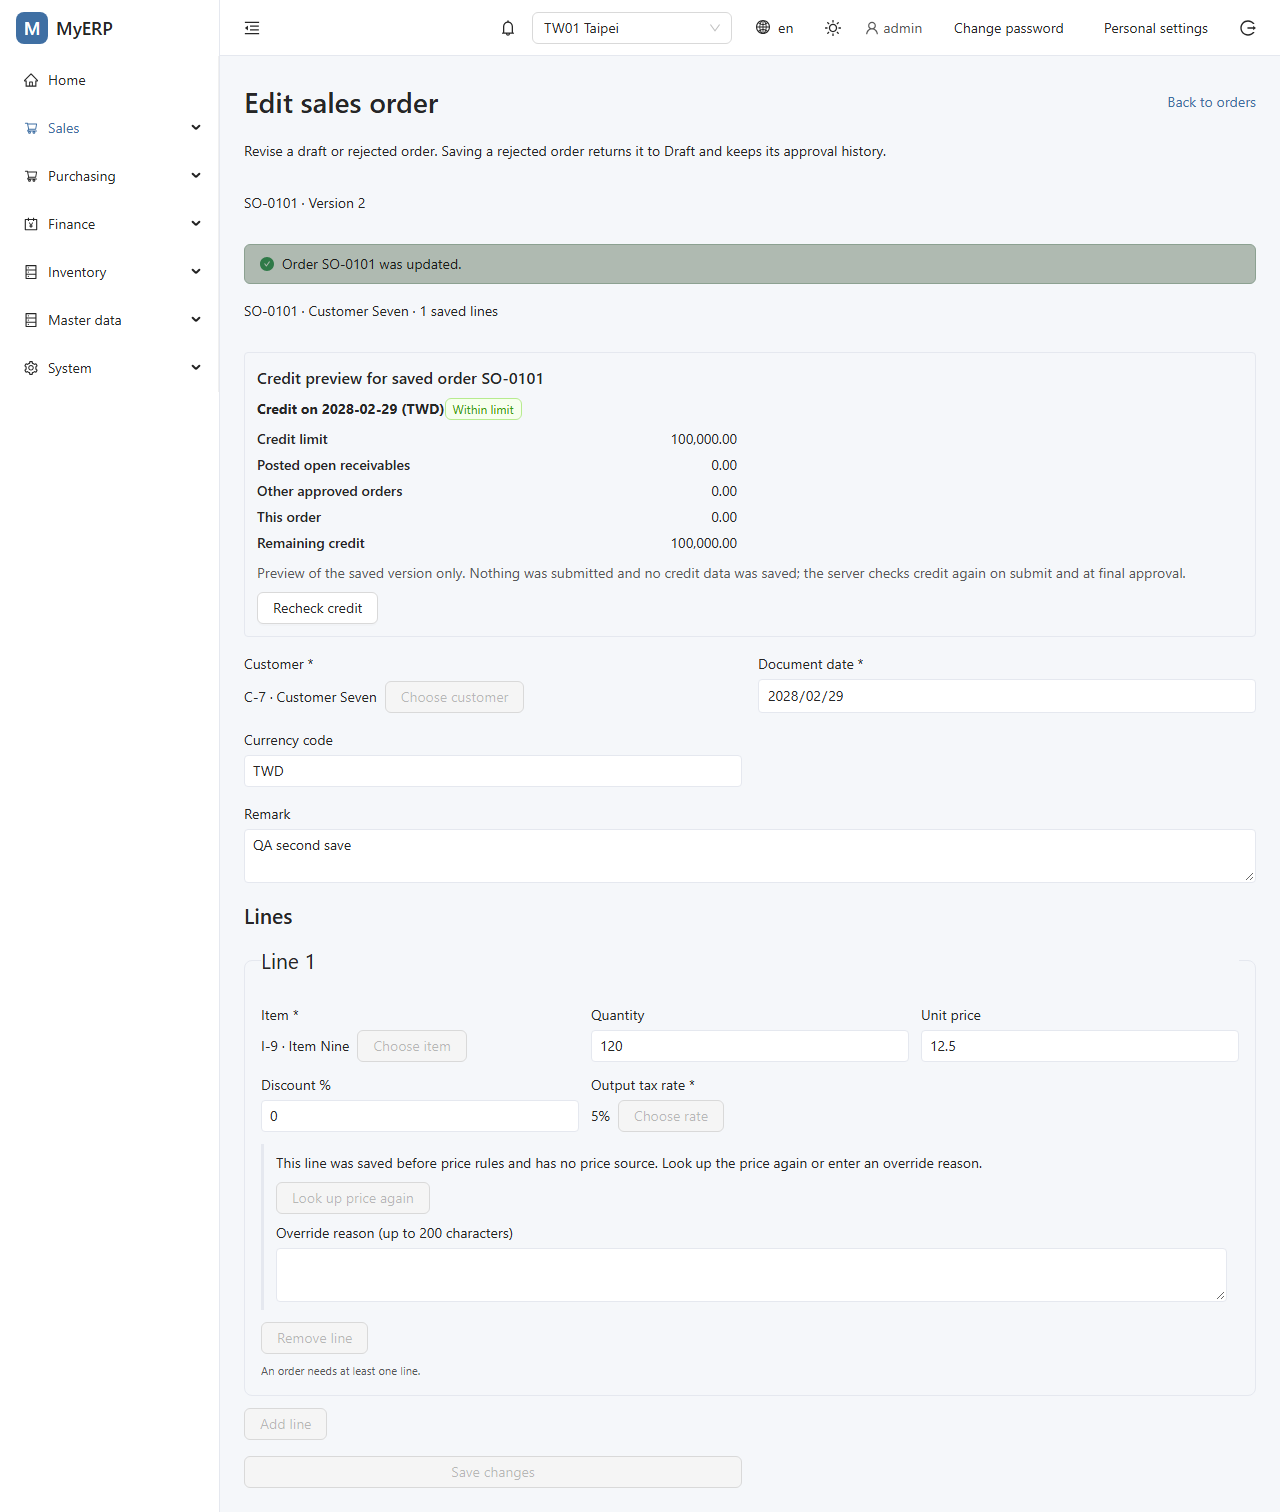 M MyERP
TW01 Taipei
en
admin
Change password
Personal settings
Home
Sales
Purchasing
Finance
Inventory
Master data
System
Edit sales order
Back to orders
Revise a draft or rejected order. Saving a rejected order returns it to Draft and keeps its approval history.
SO-0101 · Version 2
Order SO-0101 was updated.
SO-0101 · Customer Seven · 1 saved lines
Credit preview for saved order SO-0101
Credit on 2028-02-29 (TWD) Within limit
Credit limit 100,000.00
Posted open receivables 0.00
Other approved orders 0.00
This order 0.00
Remaining credit 100,000.00
Preview of the saved version only. Nothing was submitted and no credit data was saved; the server checks credit again on submit and at final approval.
Recheck credit
Customer *
C-7 · Customer Seven Choose customer
Document date *
2028/02/29
Currency code
TWD
Remark
QA second save
Lines
Line 1
Item *
I-9 · Item Nine Choose item
Quantity
120
Unit price
12.5
Discount %
0
Output tax rate *
5% Choose rate
This line was saved before price rules and has no price source. Look up the price again or enter an override reason.
Look up price again
Override reason (up to 200 characters)
Remove line
An order needs at least one line.
Add line
Save changes